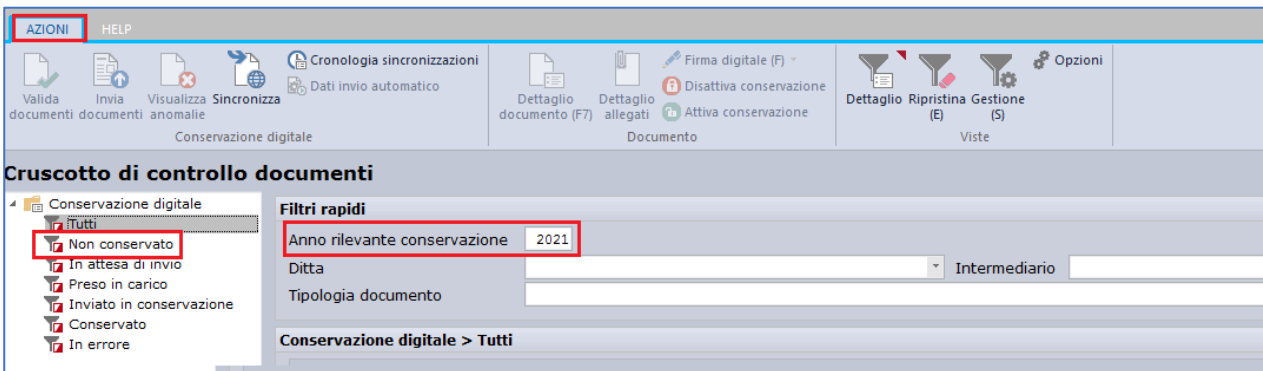 AZIONI HELP
Valida documenti
Invia documenti
Visualizza anomalie
Sincronizza
Cronologia sincronizzazioni
Dati invio automatico
Conservazione digitale
Dettaglio documento (F7)
Dettaglio allegati
Firma digitale (F)
Disattiva conservazione
Attiva conservazione
Documento
Dettaglio
Ripristina (E)
Gestione (S)
Opzioni
Viste
Cruscotto di controllo documenti
Conservazione digitale
Tutti
Non conservato
In attesa di invio
Preso in carico
Inviato in conservazione
Conservato
In errore
Filtri rapidi
Anno rilevante conservazione 2021
Ditta Intermediario
Tipologia documento
Conservazione digitale > Tutti